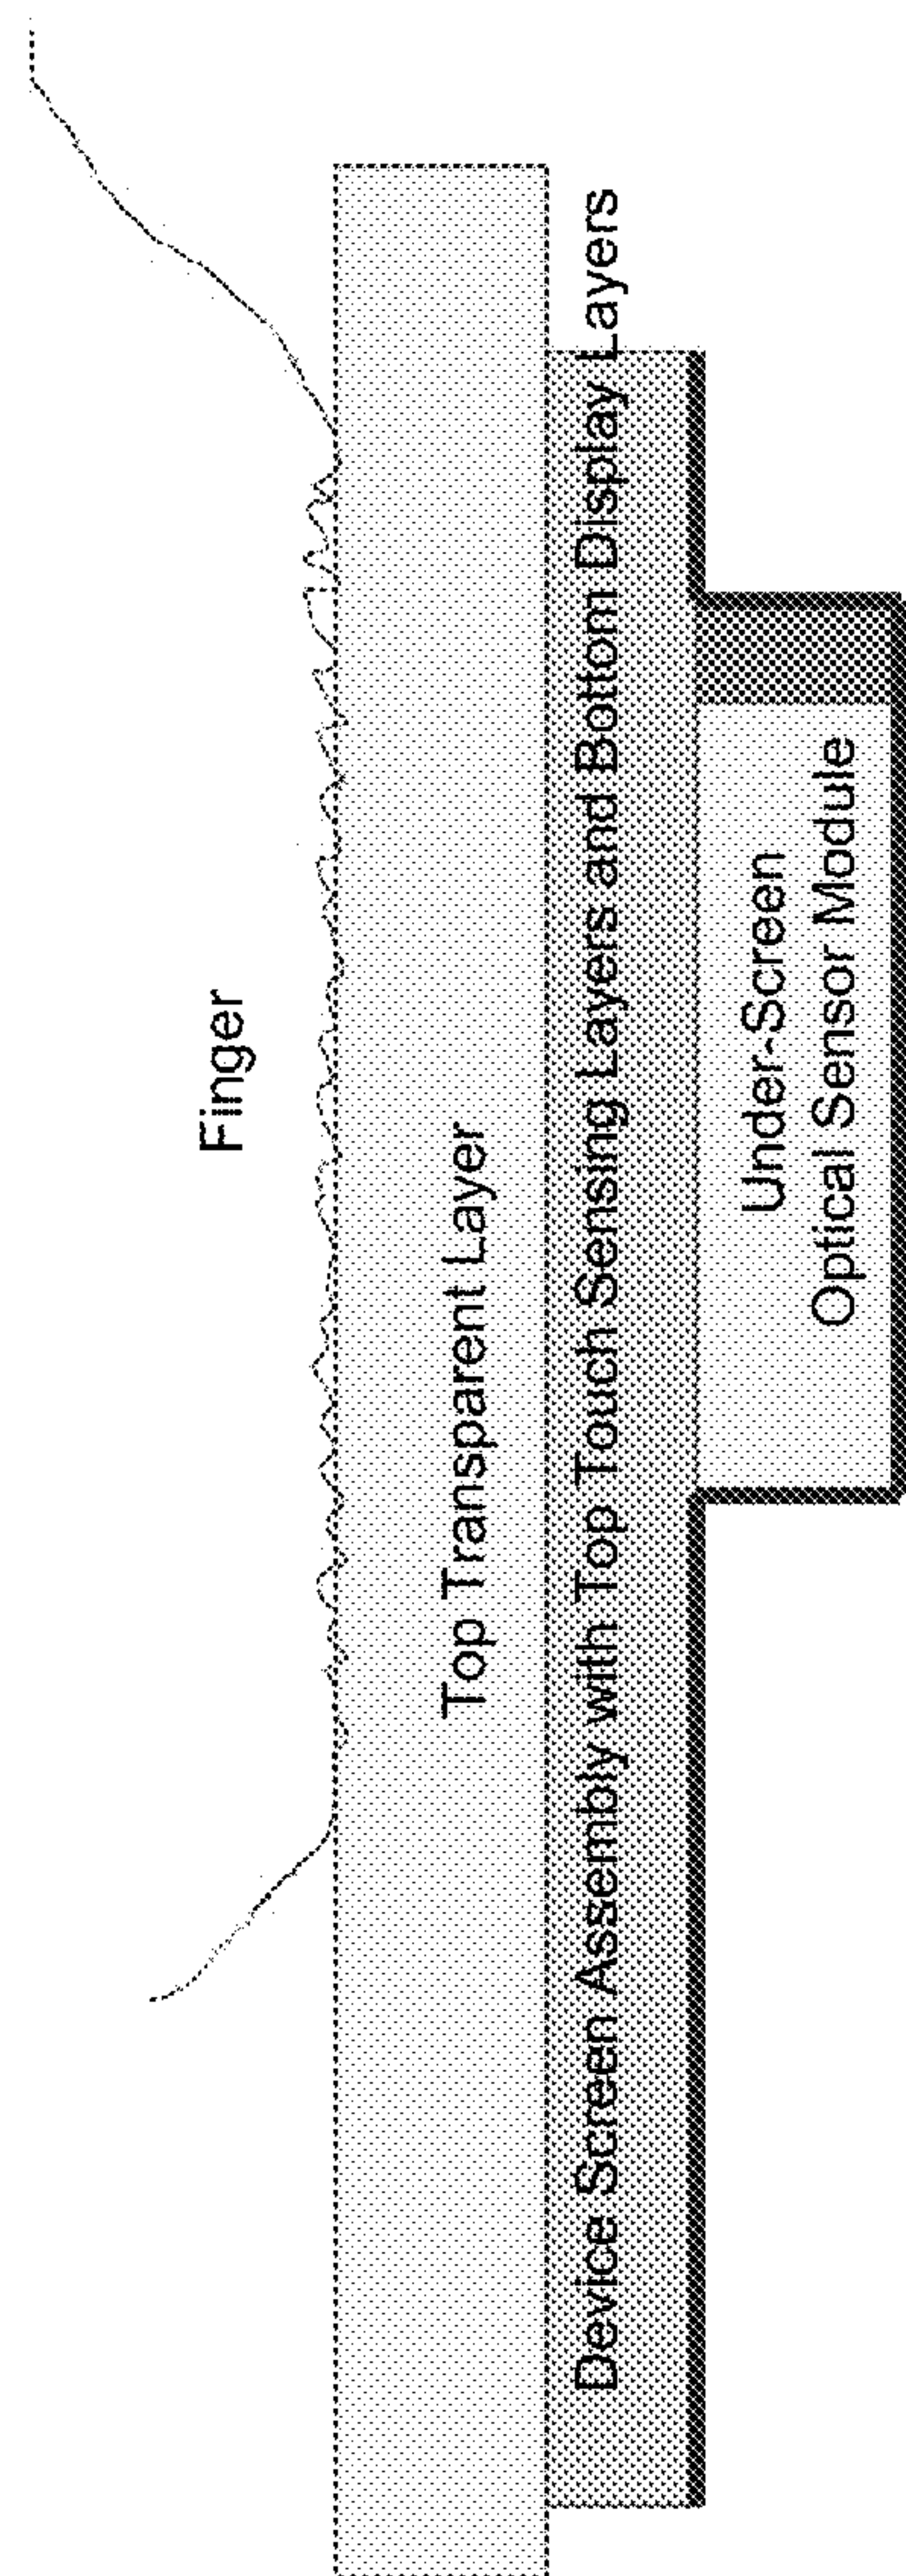 Finger
Top Transparent Layer
Device Screen Assembly with Top Touch Sensing Layers and Bottom Display Layers
Under-Screen
Optical Sensor Module